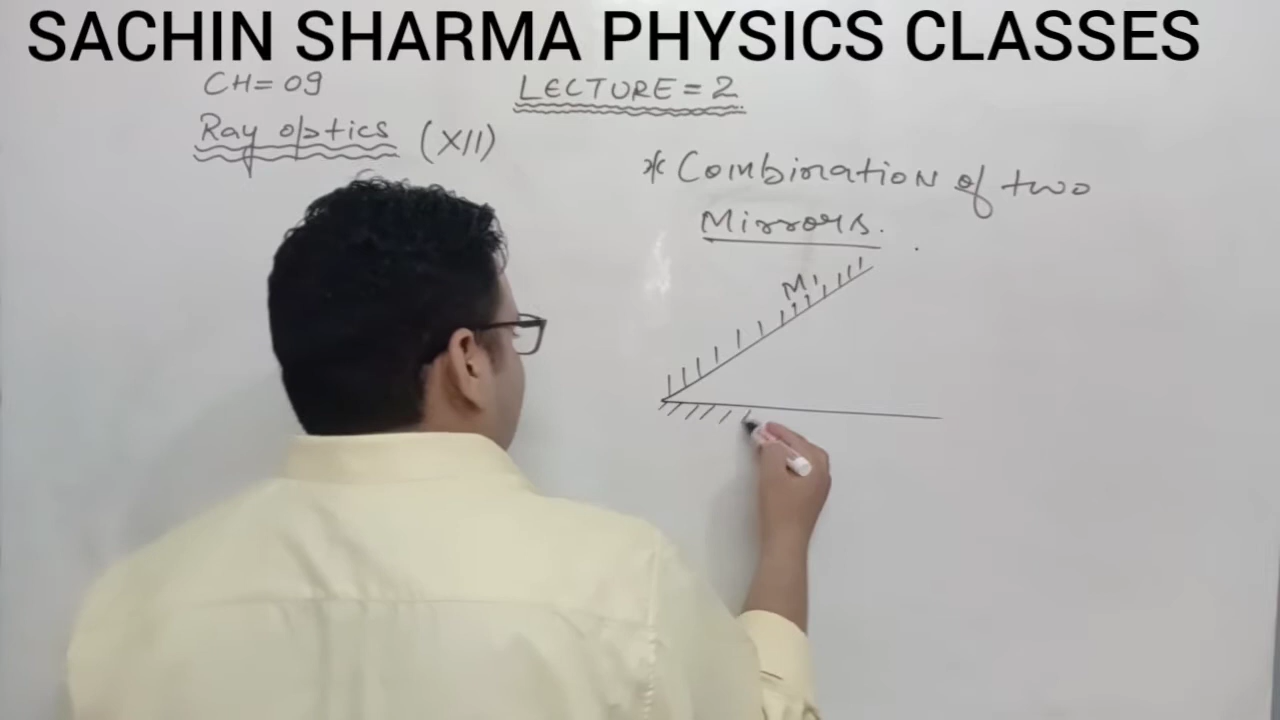 SACHIN SHARMA PHYSICS CLASSES
CH=09
LECTURE=2
Ray optics (XII)
* Combination of two
Mirrors.
M1